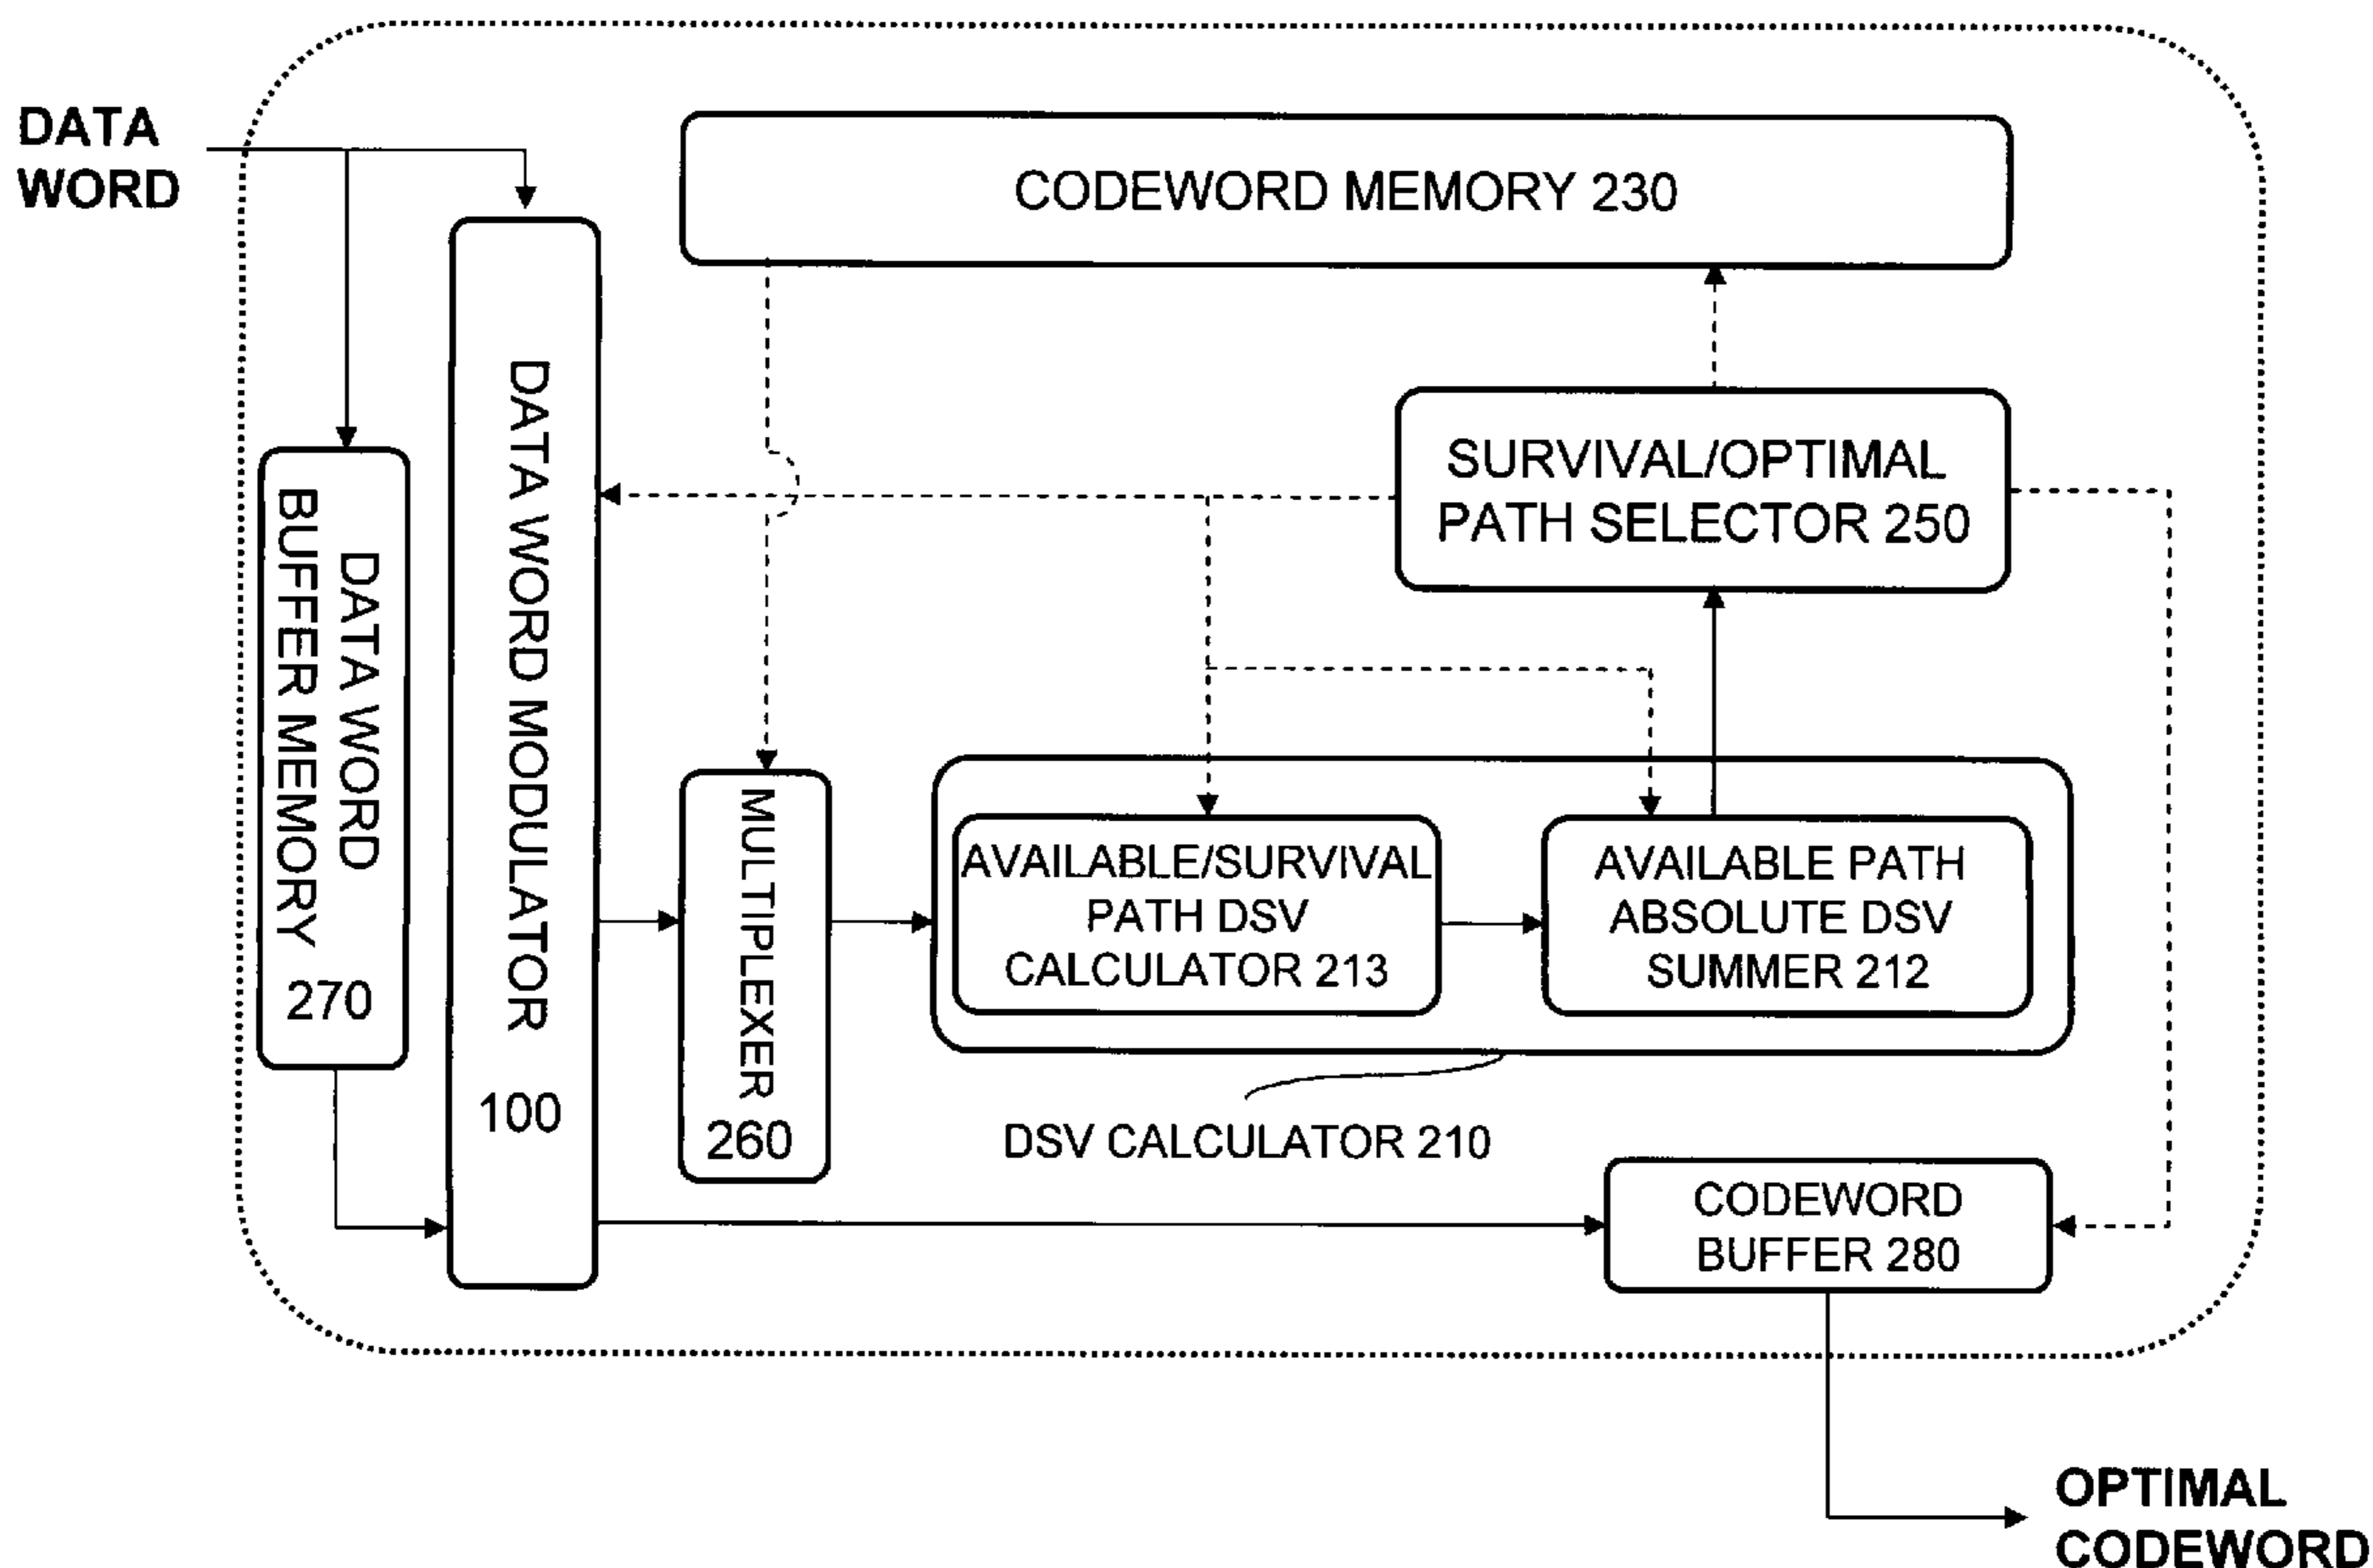 DATA
WORD
CODEWORD MEMORY 230
SURVIVAL/OPTIMAL
PATH SELECTOR 250
DATA WORD
BUFFER MEMORY
270
DATA WORD MODULATOR
100
MULTIPLEXER
260
AVAILABLE/SURVIVAL
PATH DSV
CALCULATOR 213
AVAILABLE PATH
ABSOLUTE DSV
SUMMER 212
DSV CALCULATOR 210
CODEWORD
BUFFER 280
OPTIMAL
CODEWORD